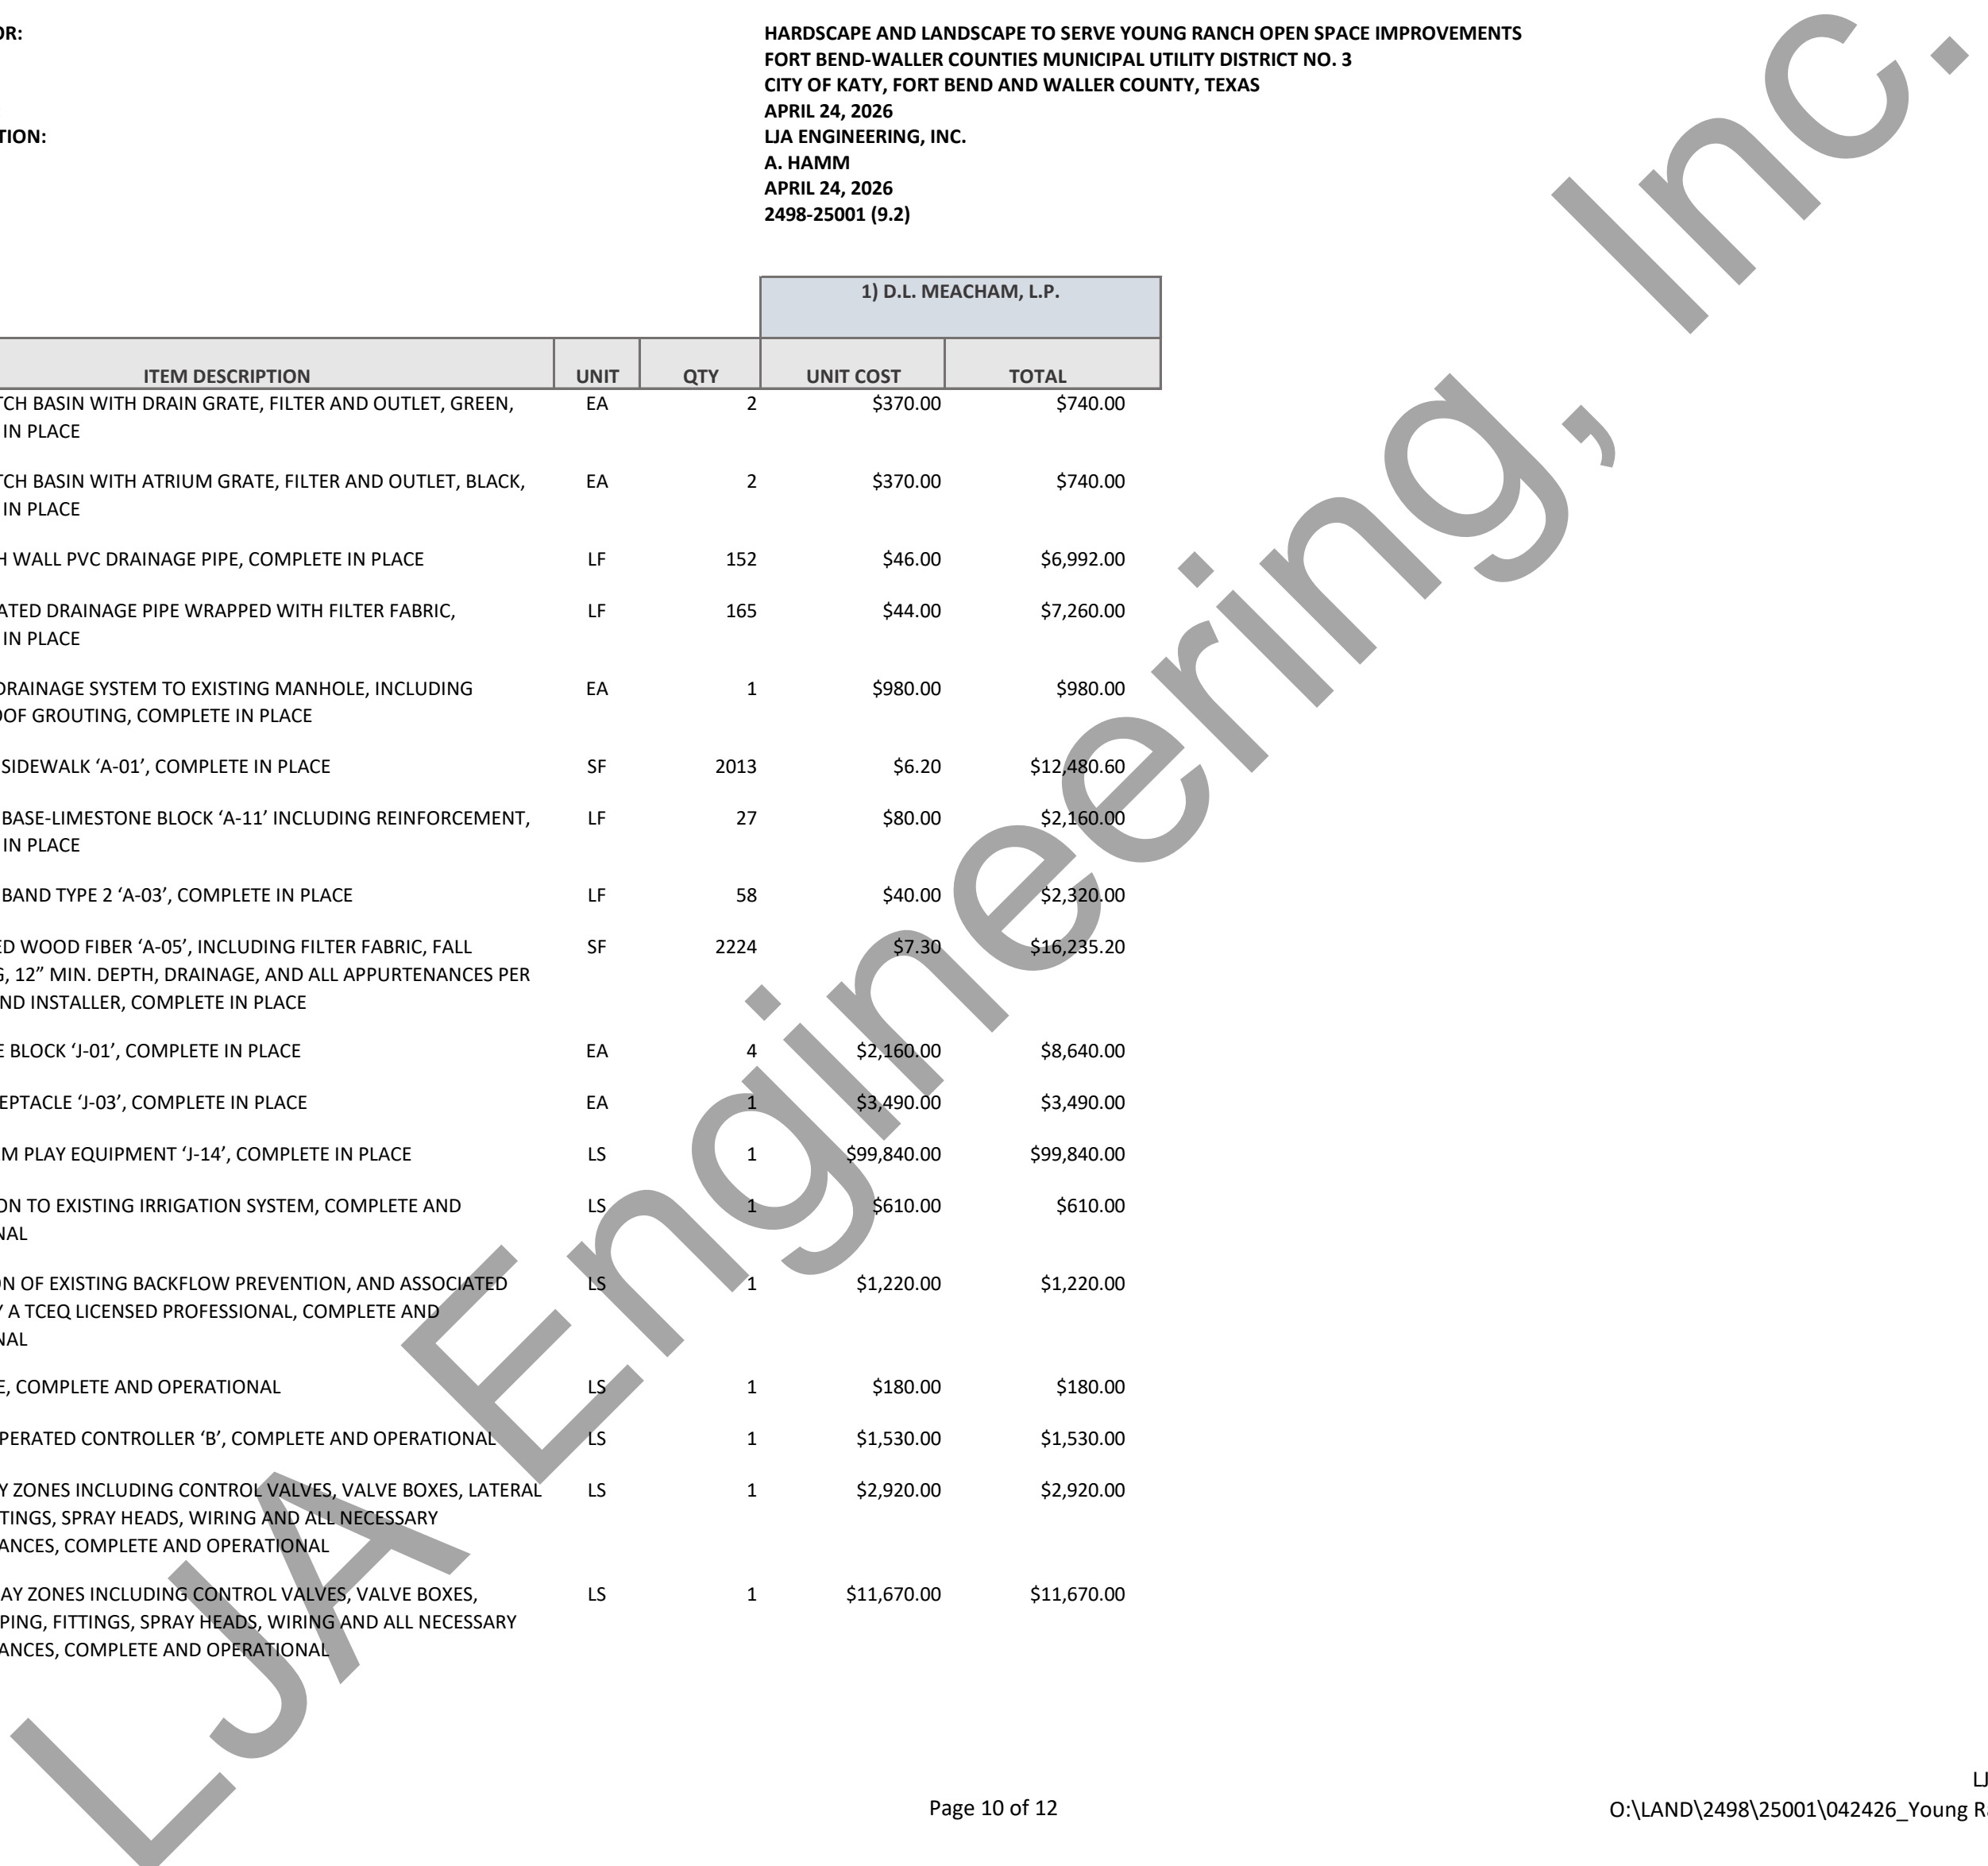 OR:
HARDSCAPE AND LANDSCAPE TO SERVE YOUNG RANCH OPEN SPACE IMPROVEMENTS
FORT BEND-WALLER COUNTIES MUNICIPAL UTILITY DISTRICT NO. 3
CITY OF KATY, FORT BEND AND WALLER COUNTY, TEXAS
APRIL 24, 2026
TION: LJA ENGINEERING, INC.
A. HAMM
APRIL 24, 2026
2498-25001 (9.2)
1) D.L. MEACHAM, L.P.
ITEM DESCRIPTION UNIT QTY UNIT COST TOTAL
TCH BASIN WITH DRAIN GRATE, FILTER AND OUTLET, GREEN, EA 2 $370.00 $740.00
IN PLACE
TCH BASIN WITH ATRIUM GRATE, FILTER AND OUTLET, BLACK, EA 2 $370.00 $740.00
IN PLACE
H WALL PVC DRAINAGE PIPE, COMPLETE IN PLACE LF 152 $46.00 $6,992.00
ATED DRAINAGE PIPE WRAPPED WITH FILTER FABRIC, LF 165 $44.00 $7,260.00
IN PLACE
DRAINAGE SYSTEM TO EXISTING MANHOLE, INCLUDING EA 1 $980.00 $980.00
OOF GROUTING, COMPLETE IN PLACE
SIDEWALK ‘A-01’, COMPLETE IN PLACE SF 2013 $6.20 $12,480.60
BASE-LIMESTONE BLOCK ‘A-11’ INCLUDING REINFORCEMENT, LF 27 $80.00 $2,160.00
IN PLACE
BAND TYPE 2 ‘A-03’, COMPLETE IN PLACE LF 58 $40.00 $2,320.00
ED WOOD FIBER ‘A-05’, INCLUDING FILTER FABRIC, FALL SF 2224 $7.30 $16,235.20
G, 12” MIN. DEPTH, DRAINAGE, AND ALL APPURTENANCES PER
ND INSTALLER, COMPLETE IN PLACE
E BLOCK ‘J-01’, COMPLETE IN PLACE EA 4 $2,160.00 $8,640.00
EPTACLE ‘J-03’, COMPLETE IN PLACE EA 1 $3,490.00 $3,490.00
M PLAY EQUIPMENT ‘J-14’, COMPLETE IN PLACE LS 1 $99,840.00 $99,840.00
ON TO EXISTING IRRIGATION SYSTEM, COMPLETE AND LS 1 $610.00 $610.00
NAL
ON OF EXISTING BACKFLOW PREVENTION, AND ASSOCIATED LS 1 $1,220.00 $1,220.00
Y A TCEQ LICENSED PROFESSIONAL, COMPLETE AND
NAL
E, COMPLETE AND OPERATIONAL LS 1 $180.00 $180.00
PERATED CONTROLLER ‘B’, COMPLETE AND OPERATIONAL LS 1 $1,530.00 $1,530.00
Y ZONES INCLUDING CONTROL VALVES, VALVE BOXES, LATERAL LS 1 $2,920.00 $2,920.00
TTINGS, SPRAY HEADS, WIRING AND ALL NECESSARY
ANCES, COMPLETE AND OPERATIONAL
AY ZONES INCLUDING CONTROL VALVES, VALVE BOXES, LS 1 $11,670.00 $11,670.00
PING, FITTINGS, SPRAY HEADS, WIRING AND ALL NECESSARY
ANCES, COMPLETE AND OPERATIONAL
LJA Engineering, Inc.
LJ
Page 10 of 12
O:\LAND\2498\25001\042426_Young R